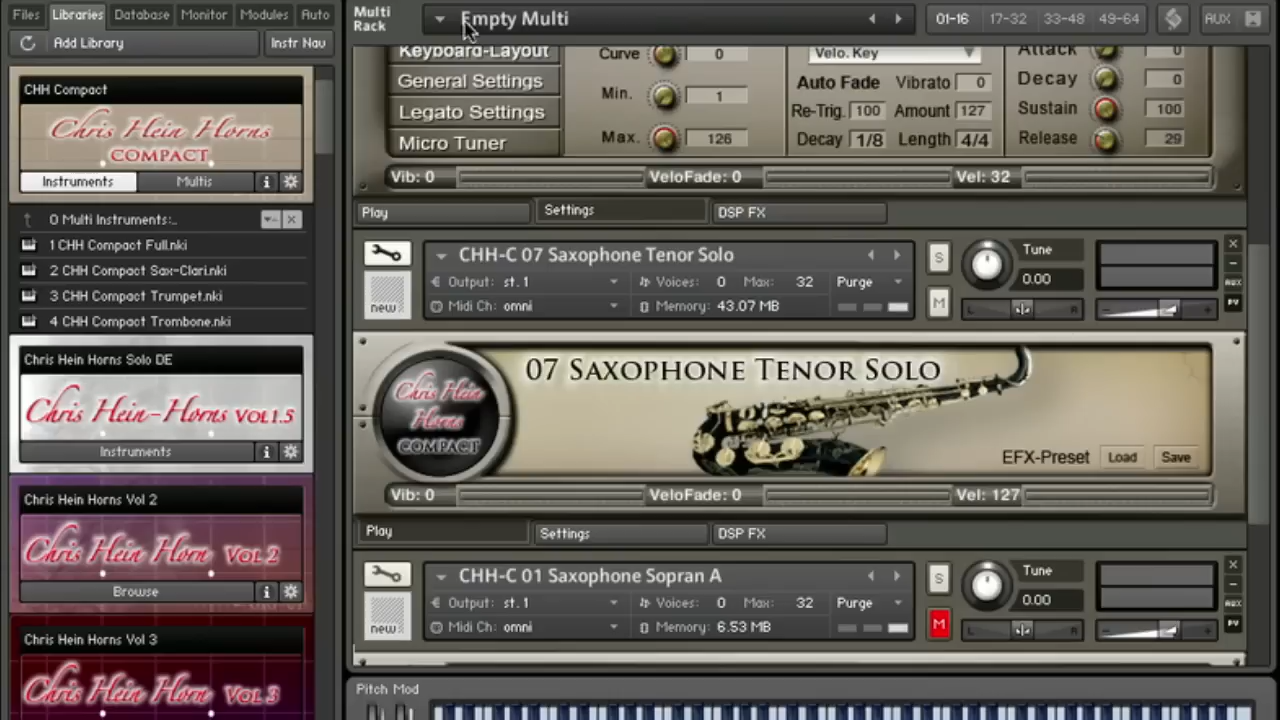 Files Libraries Database Monitor Modules Auto
Add Library Instr Nav
CHH Compact
Chris Hein Horns
COMPACT
Instruments Multis i
0 Multi Instruments:..
1 CHH Compact Full.nki
2 CHH Compact Sax-Clari.nki
3 CHH Compact Trumpet.nki
4 CHH Compact Trombone.nki
Chris Hein Horns Solo DE
Chris Hein-Horns VOL1.5
Instruments i
Chris Hein Horns Vol 2
Chris Hein Horn Vol 2
Browse i
Chris Hein Horns Vol 3
Chris Hein Horn Vol 3
Multi
Rack
Empty Multi
01-16 17-32 33-48 49-64 AUX
Keyboard-Layout
General Settings
Legato Settings
Micro Tuner
Curve 0
Min. 1
Max. 126
Velo. Key
Auto Fade Vibrato 0
Re-Trig. 100 Amount 127
Decay 1/8 Length 4/4
Attack 0
Decay 0
Sustain 100
Release 29
Vib: 0 VeloFade: 0 Vel: 32
Play Settings DSP FX
CHH-C 07 Saxophone Tenor Solo
Output: st. 1 Voices: 0 Max: 32 Purge
Midi Ch: omni Memory: 43.07 MB
new..
S
M
Tune
0.00
L R
- +
AUX
PV
07 Saxophone Tenor Solo
Chris Hein
Horns
COMPACT
EFX-Preset Load Save
Vib: 0 VeloFade: 0 Vel: 127
Play Settings DSP FX
CHH-C 01 Saxophone Sopran A
Output: st. 1 Voices: 0 Max: 32 Purge
Midi Ch: omni Memory: 6.53 MB
new..
S
M
Tune
0.00
L R
- +
AUX
PV
Pitch Mod